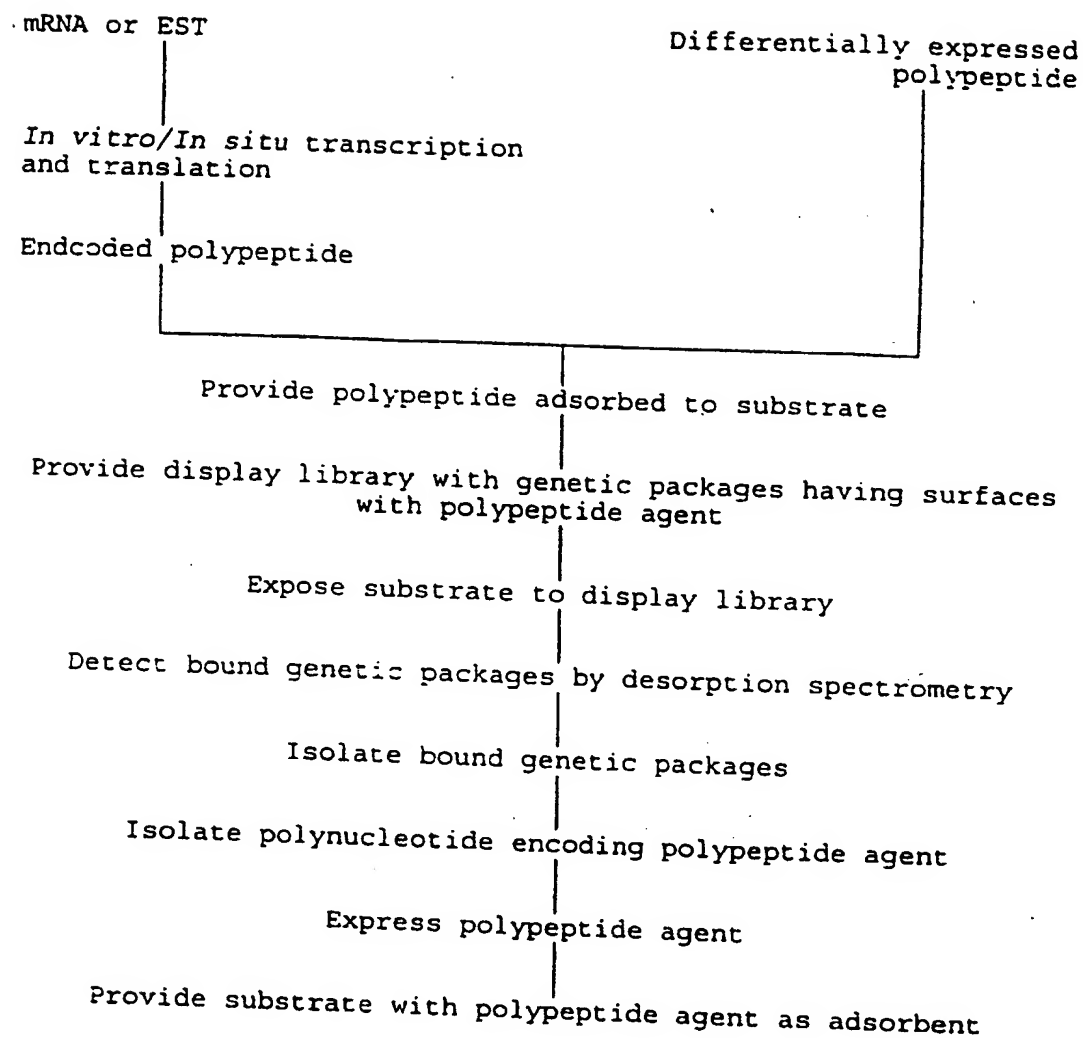 mRNA or EST
Differentially expressed
polypeptide
In vitro/In situ transcription
and translation
Endcoded polypeptide
Provide polypeptide adsorbed to substrate
Provide display library with genetic packages having surfaces
with polypeptide agent
Expose substrate to display library
Detect bound genetic packages by desorption spectrometry
Isolate bound genetic packages
Isolate polynucleotide encoding polypeptide agent
Express polypeptide agent
Provide substrate with polypeptide agent as adsorbent